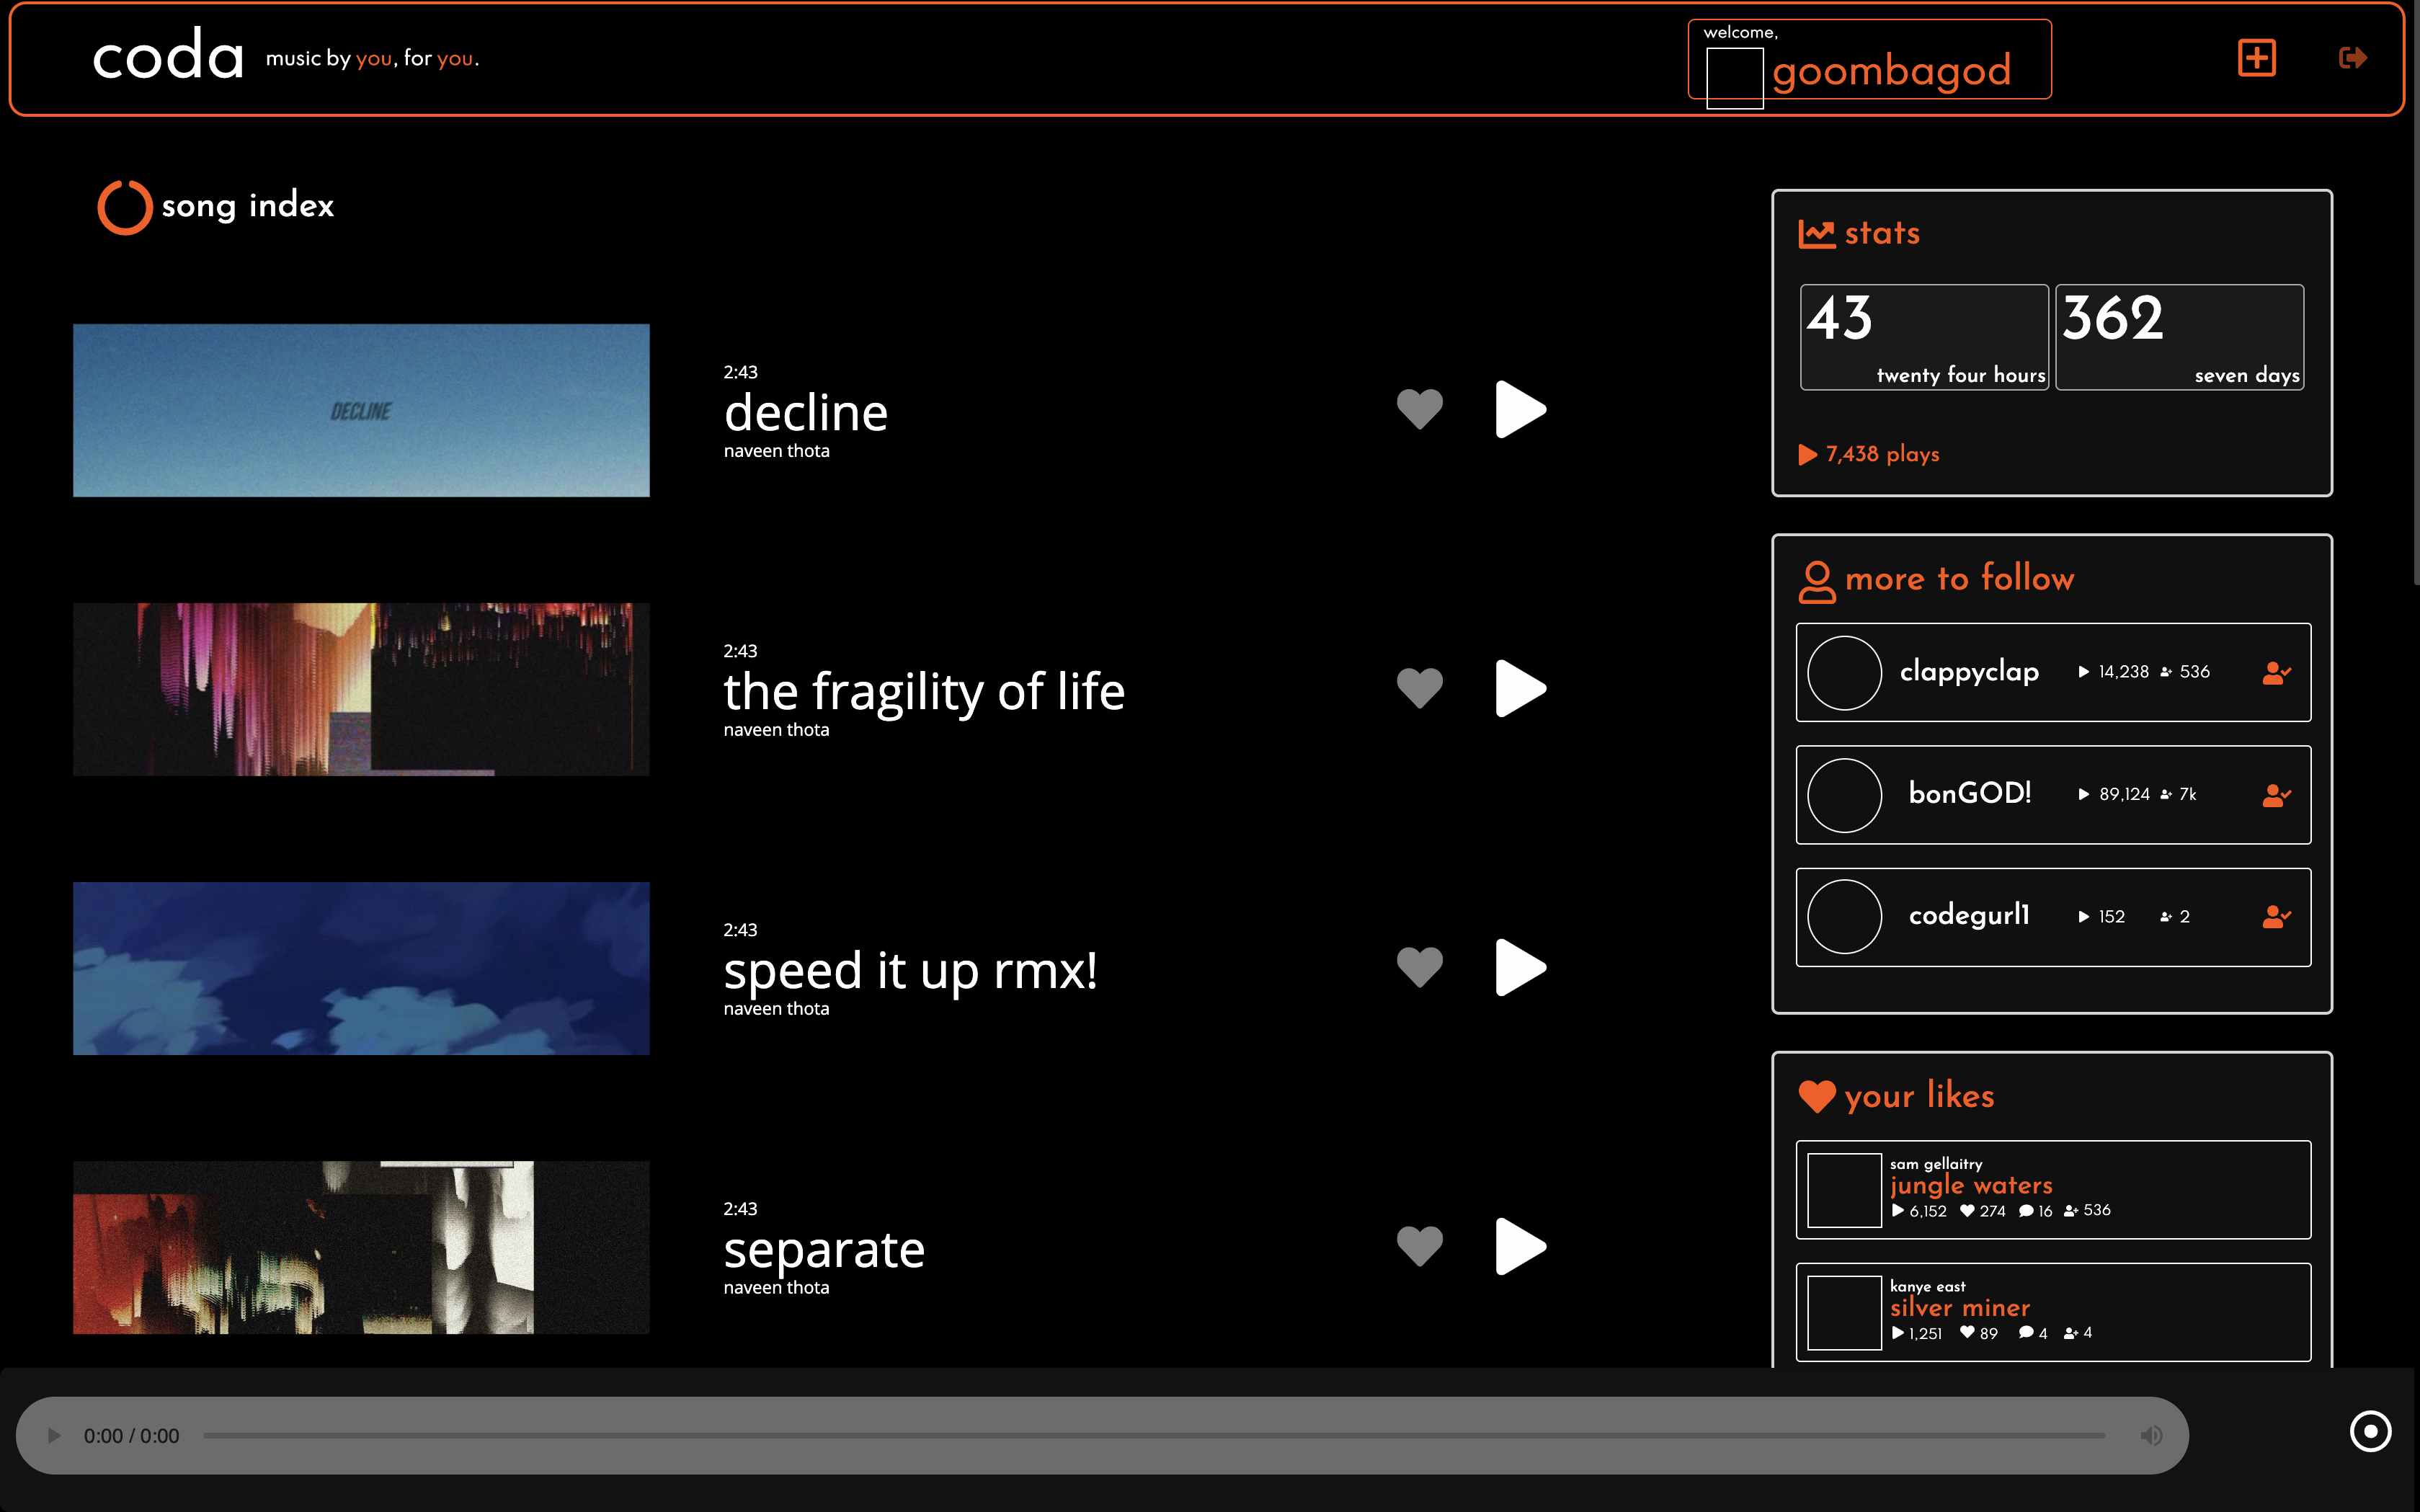 coda music by you, for you.
welcome,
goombagod
song index
DECLINE
2:43
decline
naveen thota
2:43
the fragility of life
naveen thota
2:43
speed it up rmx!
naveen thota
2:43
separate
naveen thota
stats
43
twenty four hours
362
seven days
7,438 plays
more to follow
clappyclap 14,238 536
bonGOD! 89,124 7k
codegurl1 152 2
your likes
sam gellaitry
jungle waters
6,152 274 16 536
kanye east
silver miner
1,251 89 4 4
0:00 / 0:00